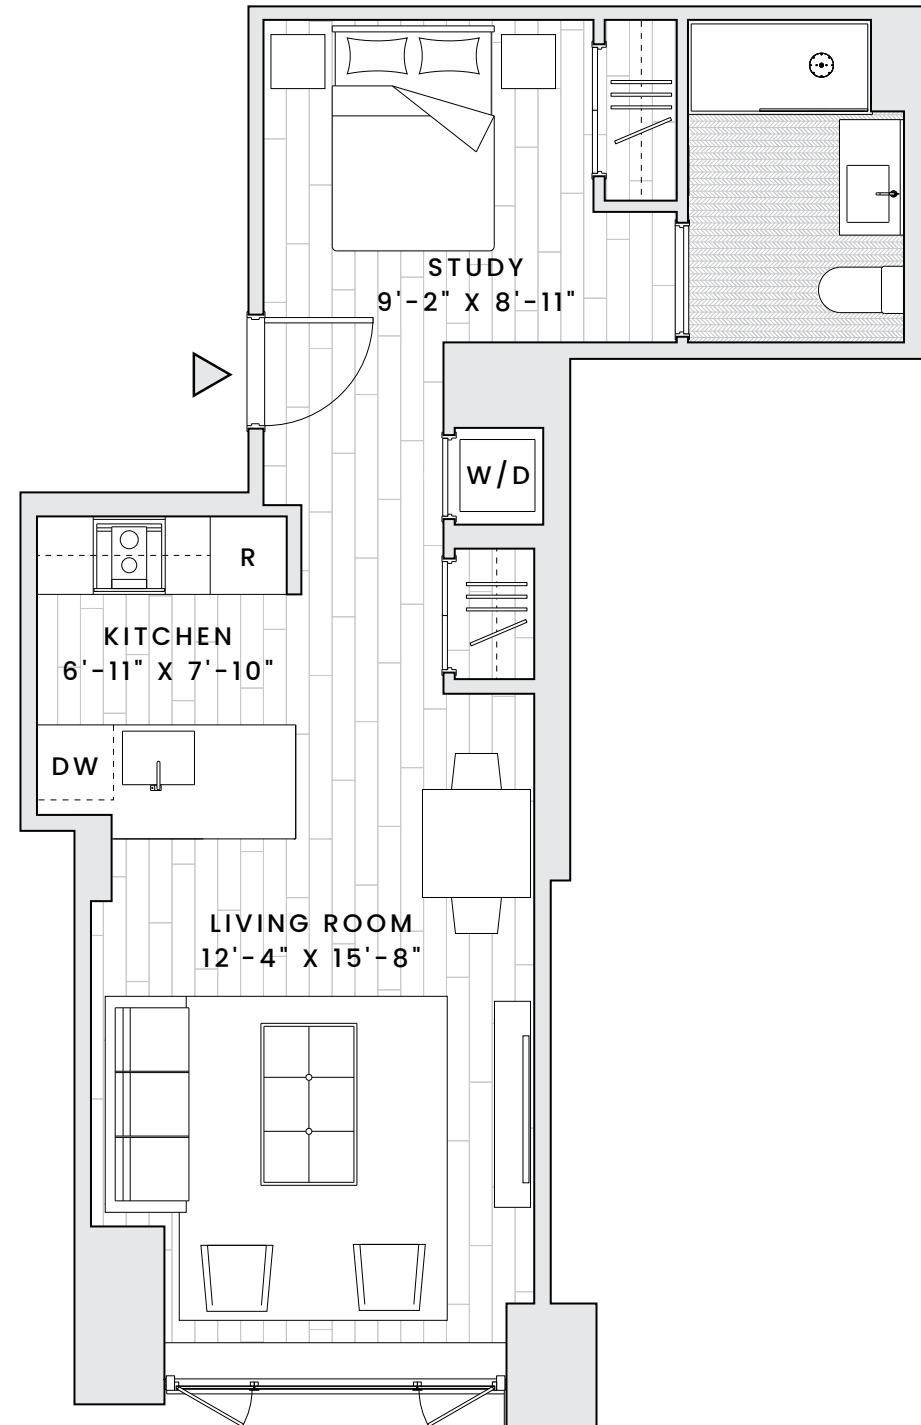 STUDY
9'-2" X 8'-11"
W/D
R
KITCHEN
6'-11" X 7'-10"
DW
LIVING ROOM
12'-4" X 15'-8"